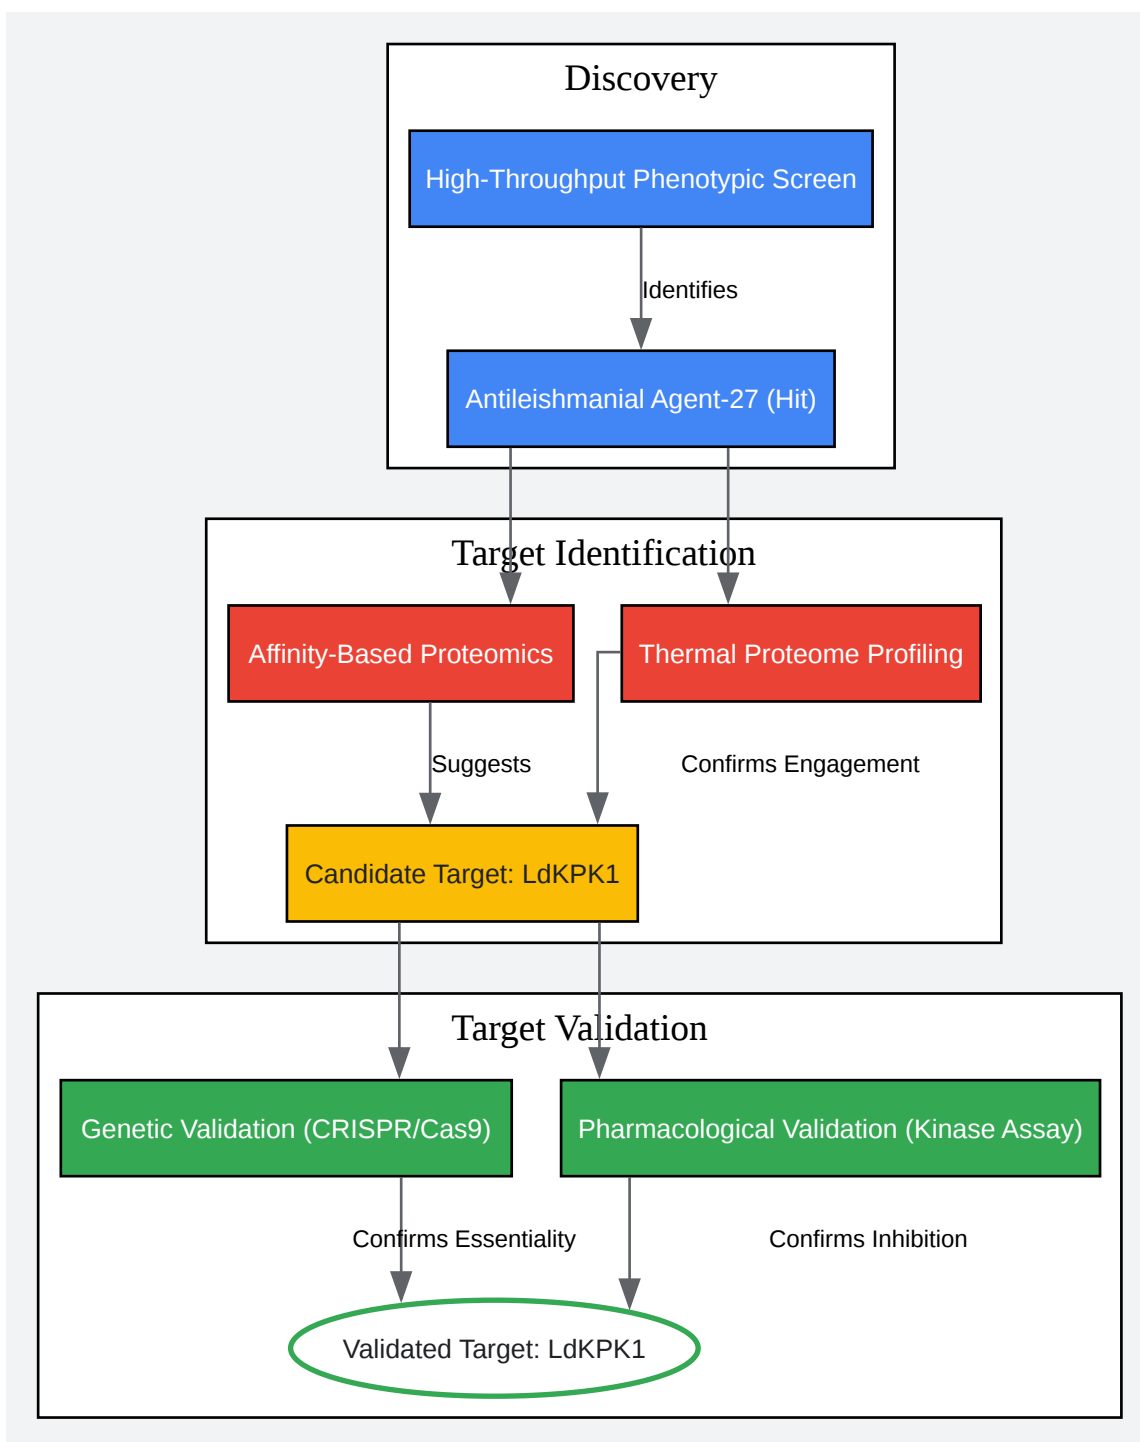 Discovery
High-Throughput Phenotypic Screen
Identifies
Antileishmanial Agent-27 (Hit)
Target Identification
Affinity-Based Proteomics
Thermal Proteome Profiling
Suggests
Confirms Engagement
Candidate Target: LdKPK1
Target Validation
Genetic Validation (CRISPR/Cas9)
Pharmacological Validation (Kinase Assay)
Confirms Essentiality
Confirms Inhibition
Validated Target: LdKPK1